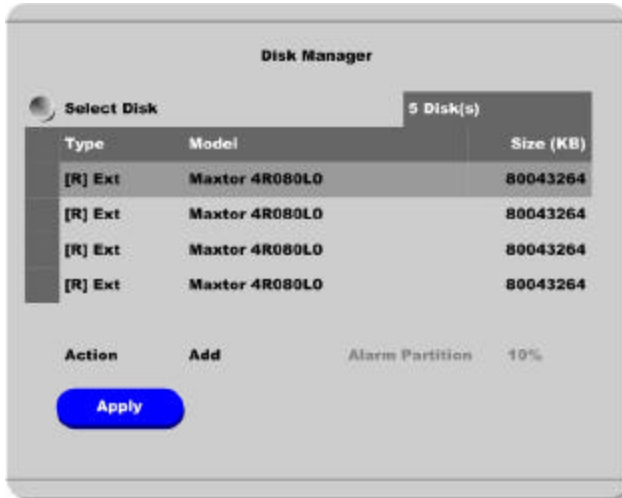 Disk Manager
Select Disk 5 Disk(s)
Type Model Size (KB)
[R] Ext Maxtor 4R080L0 80043264
[R] Ext Maxtor 4R080L0 80043264
[R] Ext Maxtor 4R080L0 80043264
[R] Ext Maxtor 4R080L0 80043264
Action Add Alarm Partition 10%
Apply